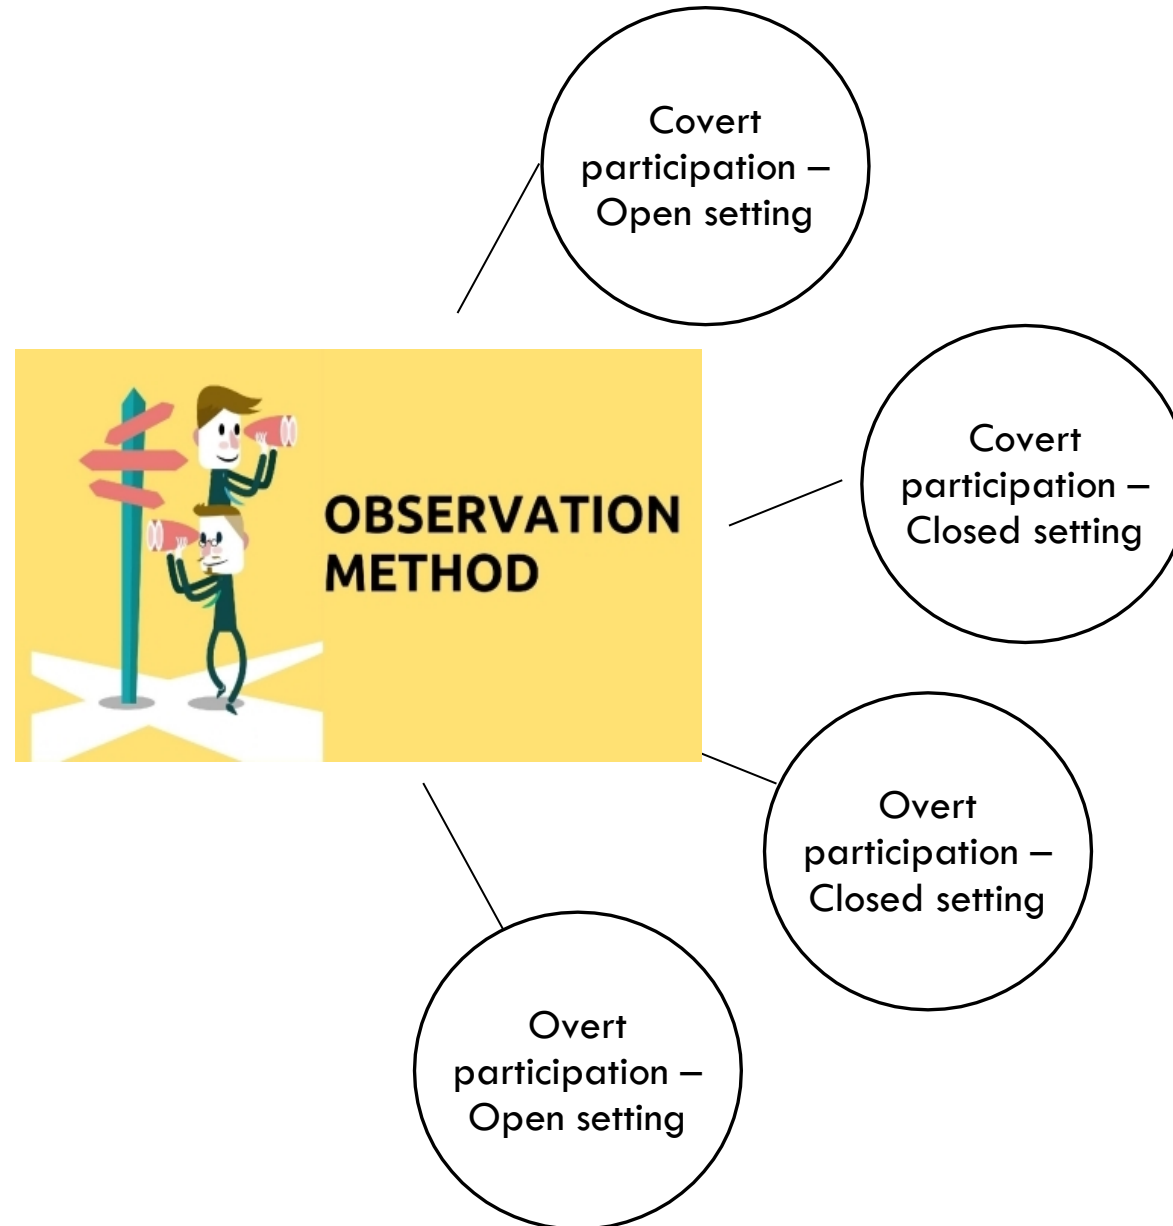 Covert
participation –
Open setting
OBSERVATION
METHOD
Covert
participation –
Closed setting
Overt
participation –
Closed setting
Overt
participation –
Open setting